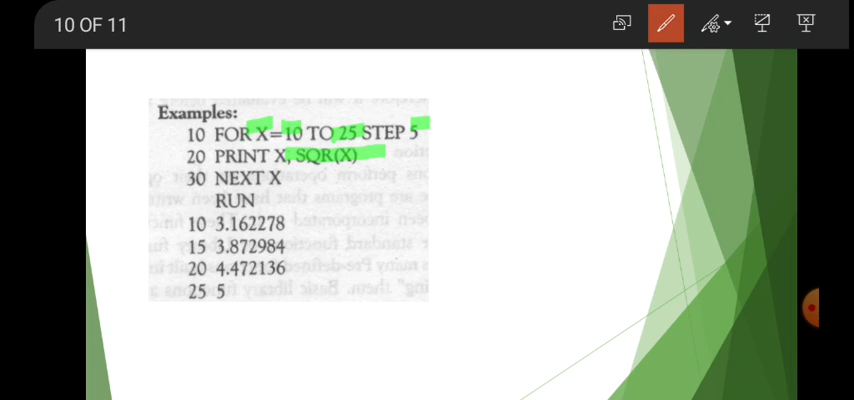 10 OF 11
Examples:
10 FOR X=10 TO 25 STEP 5
20 PRINT X, SQR(X)
30 NEXT X
RUN
10 3.162278
15 3.872984
20 4.472136
25 5